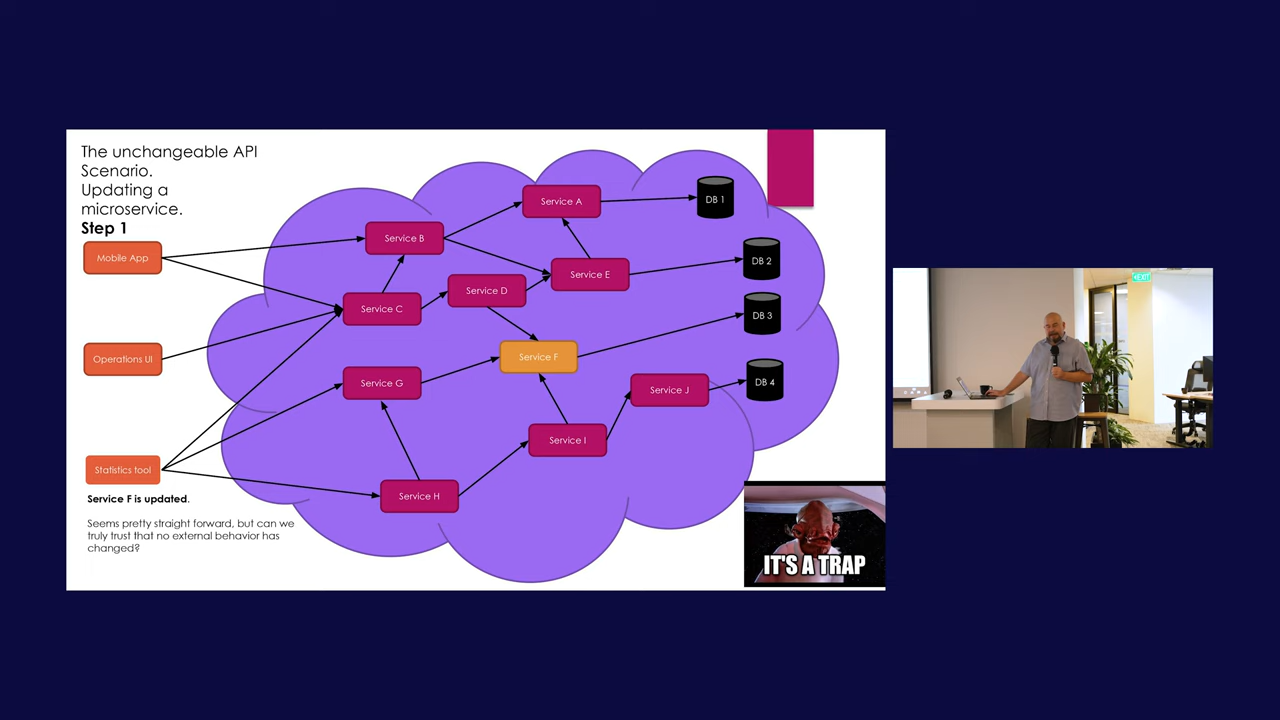 The unchangeable API
Scenario.
Updating a
microservice.
Step 1
Mobile App
Operations UI
Statistics tool
Service A
Service B
Service E
Service D
Service C
Service F
Service G
Service J
Service I
Service H
DB 1
DB 2
DB 3
DB 4
Service F is updated.
Seems pretty straight forward, but can we
truly trust that no external behavior has
changed?
IT'S A TRAP
EXIT